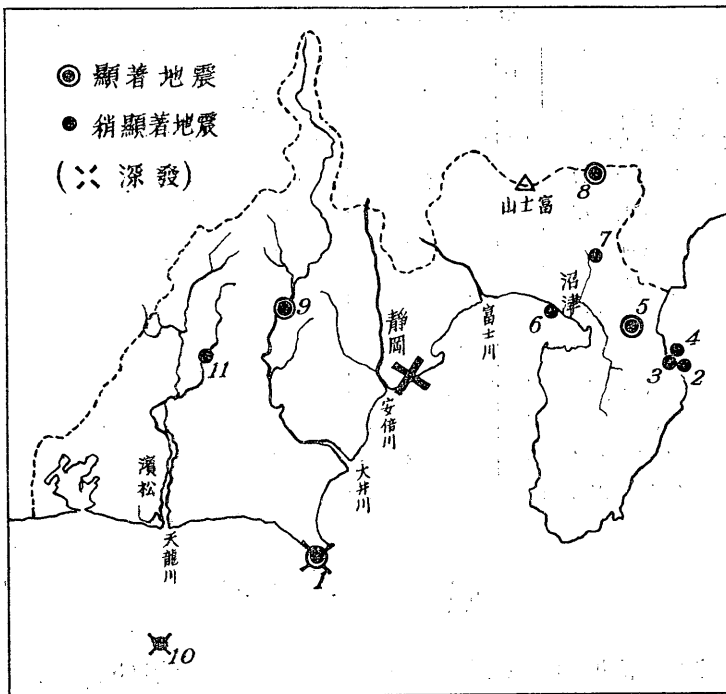 顯著地震
稍顯著地震
(×深發)
富士山
8
7
沼津
5
6
9
富士川
静岡
4
3
2
11
安倍川
大井川
濱松
天龍川
1
10